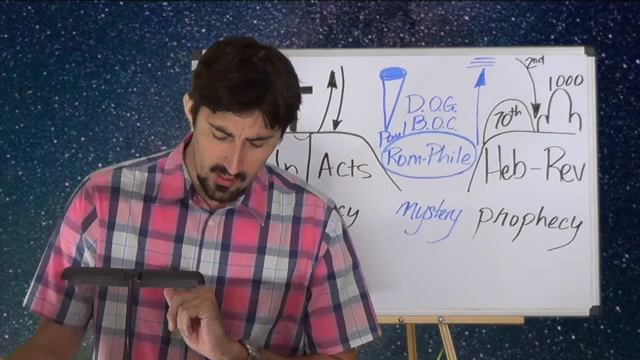 2nd
1000
D.O.G.
70th
B.O.C.
Paul
Acts
Rom-Phile
Heb-Rev
mystery
prophecy